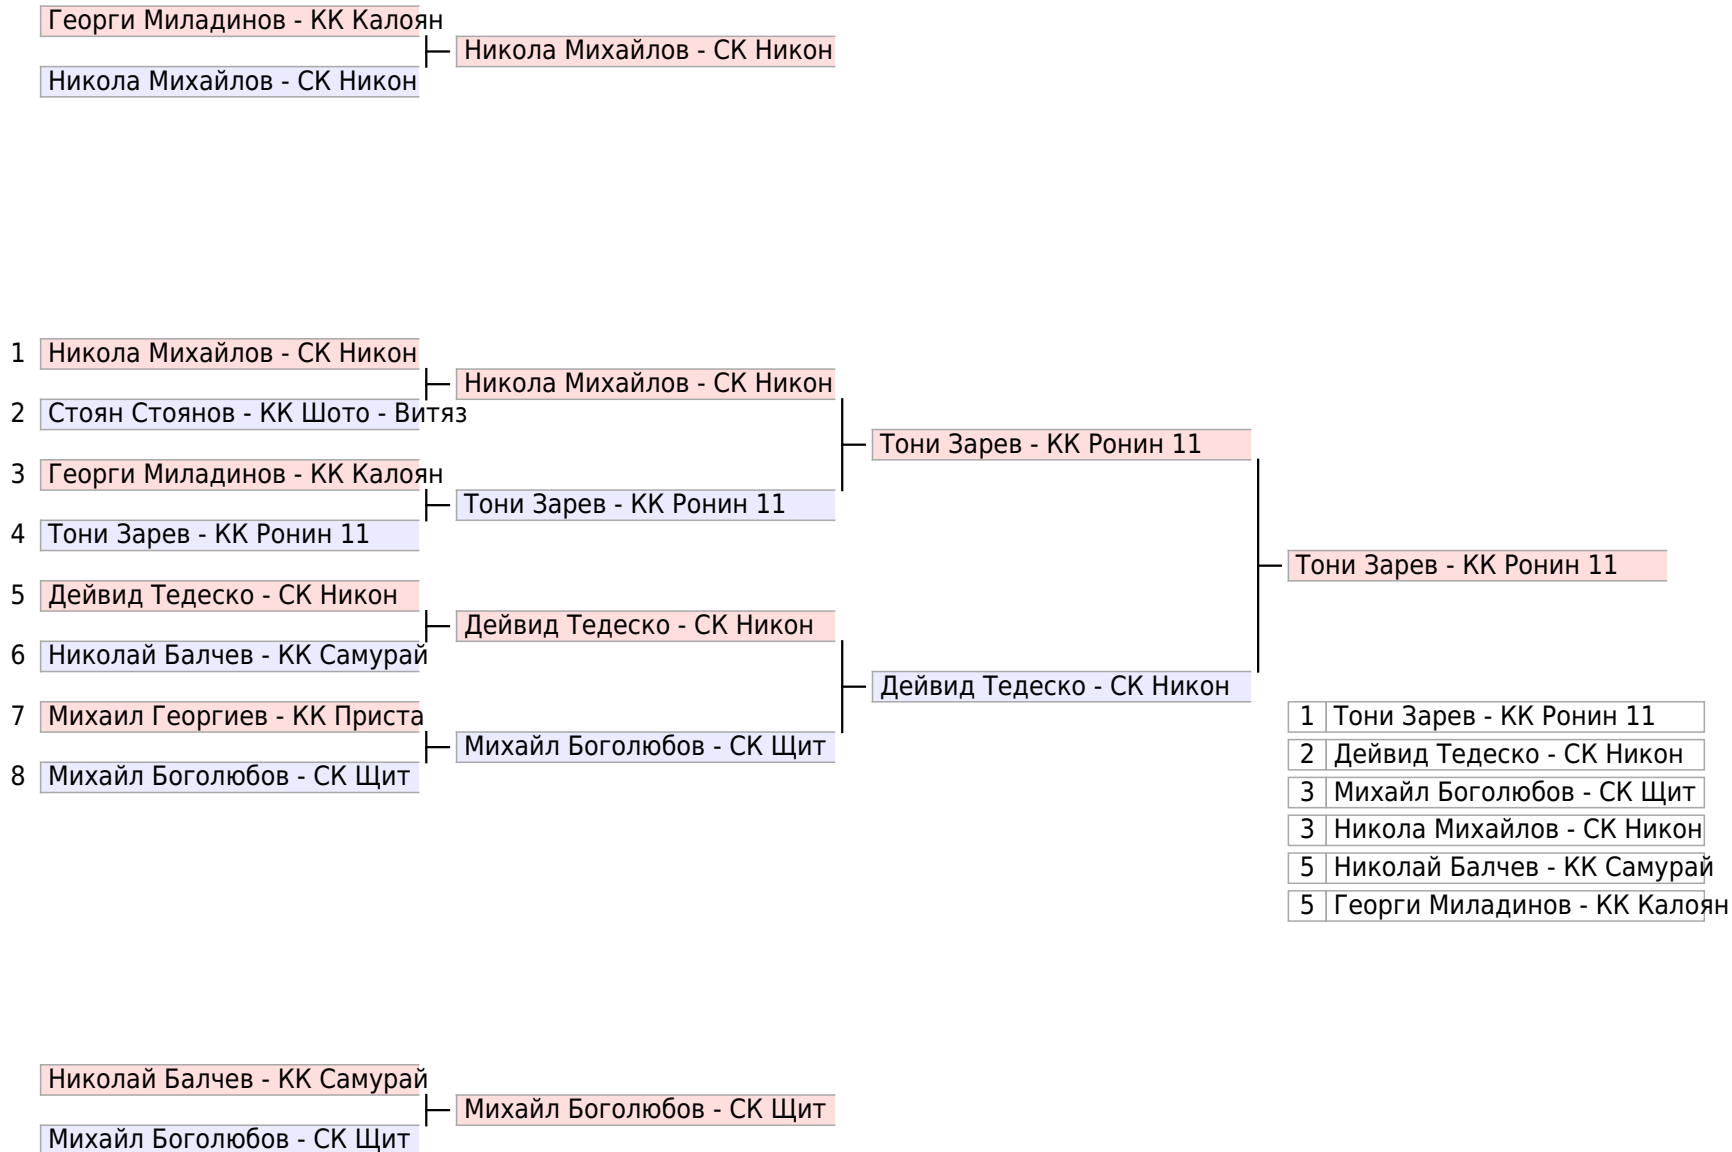 Георги Миладинов - КК Калоян
Никола Михайлов - СК Никон
Никола Михайлов - СК Никон
1 Никола Михайлов - СК Никон
Никола Михайлов - СК Никон
2 Стоян Стоянов - КК Шото - Витяз
Тони Зарев - КК Ронин 11
3 Георги Миладинов - КК Калоян
Тони Зарев - КК Ронин 11
4 Тони Зарев - КК Ронин 11
Тони Зарев - КК Ронин 11
5 Дейвид Тедеско - СК Никон
Дейвид Тедеско - СК Никон
6 Николай Балчев - КК Самурай
Дейвид Тедеско - СК Никон
7 Михаил Георгиев - КК Приста
Михайл Боголюбов - СК Щит
8 Михайл Боголюбов - СК Щит
1 Тони Зарев - КК Ронин 11
2 Дейвид Тедеско - СК Никон
3 Михайл Боголюбов - СК Щит
3 Никола Михайлов - СК Никон
5 Николай Балчев - КК Самурай
5 Георги Миладинов - КК Калоян
Николай Балчев - КК Самурай
Михайл Боголюбов - СК Щит
Михайл Боголюбов - СК Щит